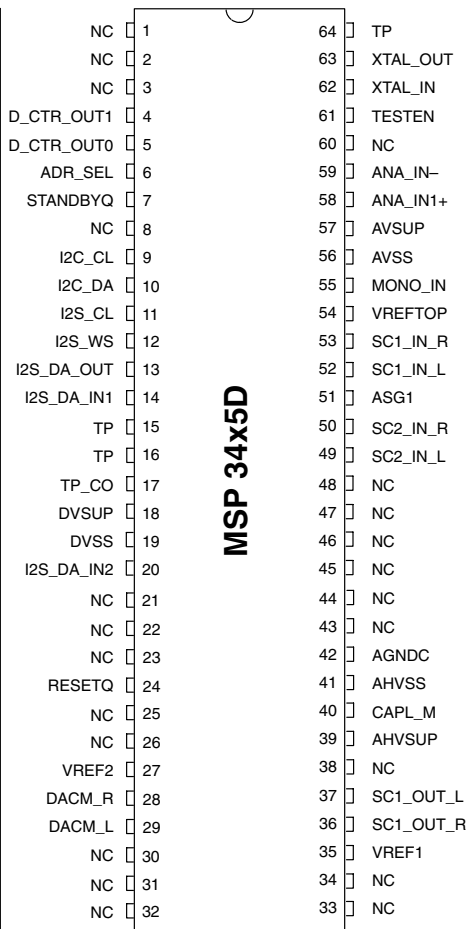 NC 1 64 TP
NC 2 63 XTAL_OUT
NC 3 62 XTAL_IN
D_CTR_OUT1 4 61 TESTEN
D_CTR_OUT0 5 60 NC
ADR_SEL 6 59 ANA_IN–
STANDBYQ 7 58 ANA_IN1+
NC 8 57 AVSUP
I2C_CL 9 56 AVSS
I2C_DA 10 55 MONO_IN
I2S_CL 11 54 VREFTOP
I2S_WS 12 53 SC1_IN_R
I2S_DA_OUT 13 52 SC1_IN_L
I2S_DA_IN1 14 51 ASG1
TP 15 50 SC2_IN_R
TP 16 49 SC2_IN_L
TP_CO 17 48 NC
DVSUP 18 47 NC
DVSS 19 46 NC
I2S_DA_IN2 20 45 NC
NC 21 44 NC
NC 22 43 NC
NC 23 42 AGNDC
RESETQ 24 41 AHVSS
NC 25 40 CAPL_M
NC 26 39 AHVSUP
VREF2 27 38 NC
DACM_R 28 37 SC1_OUT_L
DACM_L 29 36 SC1_OUT_R
NC 30 35 VREF1
NC 31 34 NC
NC 32 33 NC
MSP 34x5D